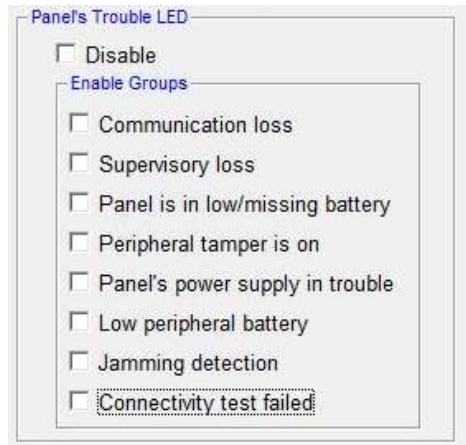 Panel's Trouble LED
Disable
Enable Groups
Communication loss
Supervisory loss
Panel is in low/missing battery
Peripheral tamper is on
Panel's power supply in trouble
Low peripheral battery
Jamming detection
Connectivity test failed